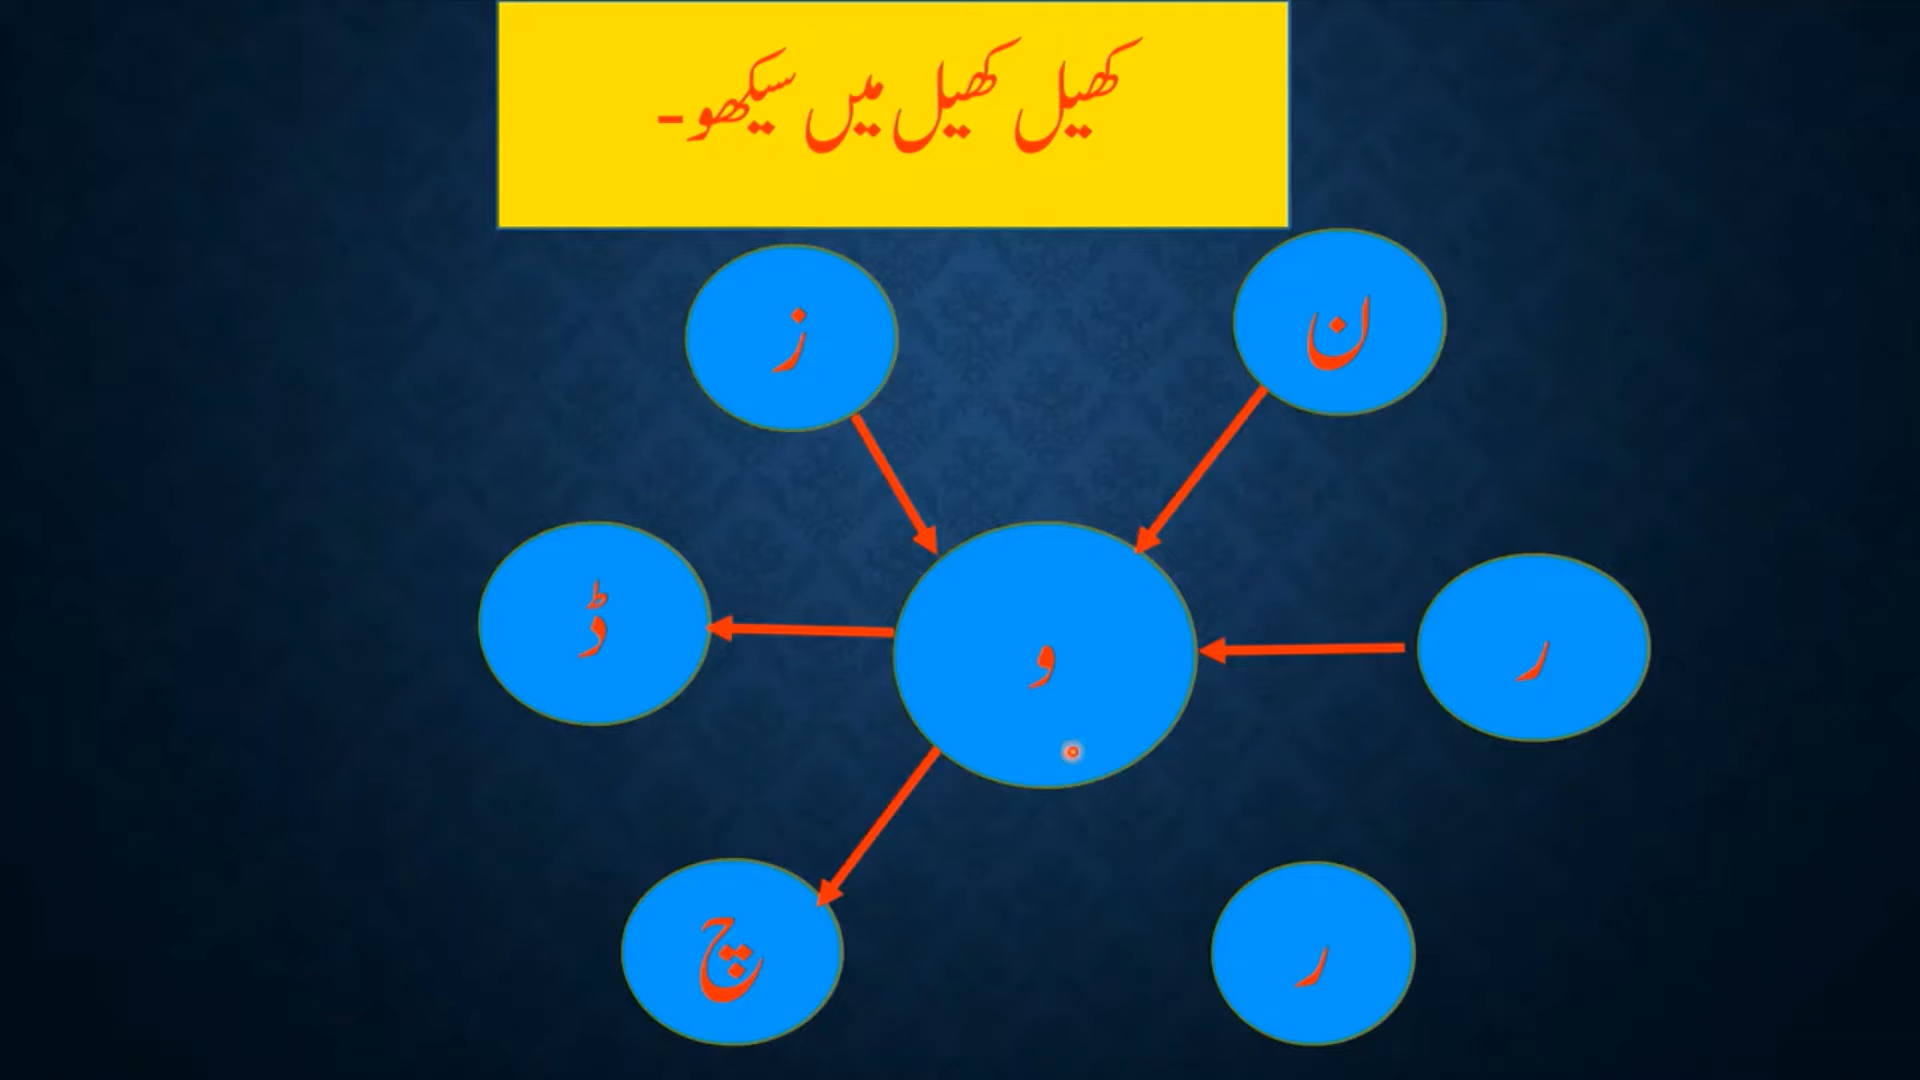 کھیل کھیل میں سیکھو۔
ن
ز
ر
و
ڈ
ر
چ